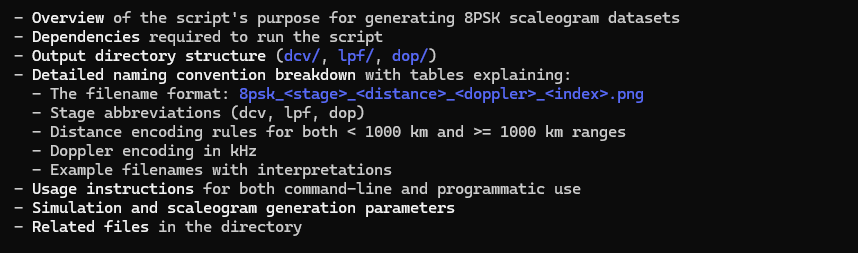 - Overview of the script's purpose for generating 8PSK scaleogram datasets
- Dependencies required to run the script
- Output directory structure (dcv/, lpf/, dop/)
- Detailed naming convention breakdown with tables explaining:
  - The filename format: 8psk_<stage>_<distance>_<doppler>_<index>.png
  - Stage abbreviations (dcv, lpf, dop)
  - Distance encoding rules for both < 1000 km and >= 1000 km ranges
  - Doppler encoding in kHz
  - Example filenames with interpretations
- Usage instructions for both command-line and programmatic use
- Simulation and scaleogram generation parameters
- Related files in the directory